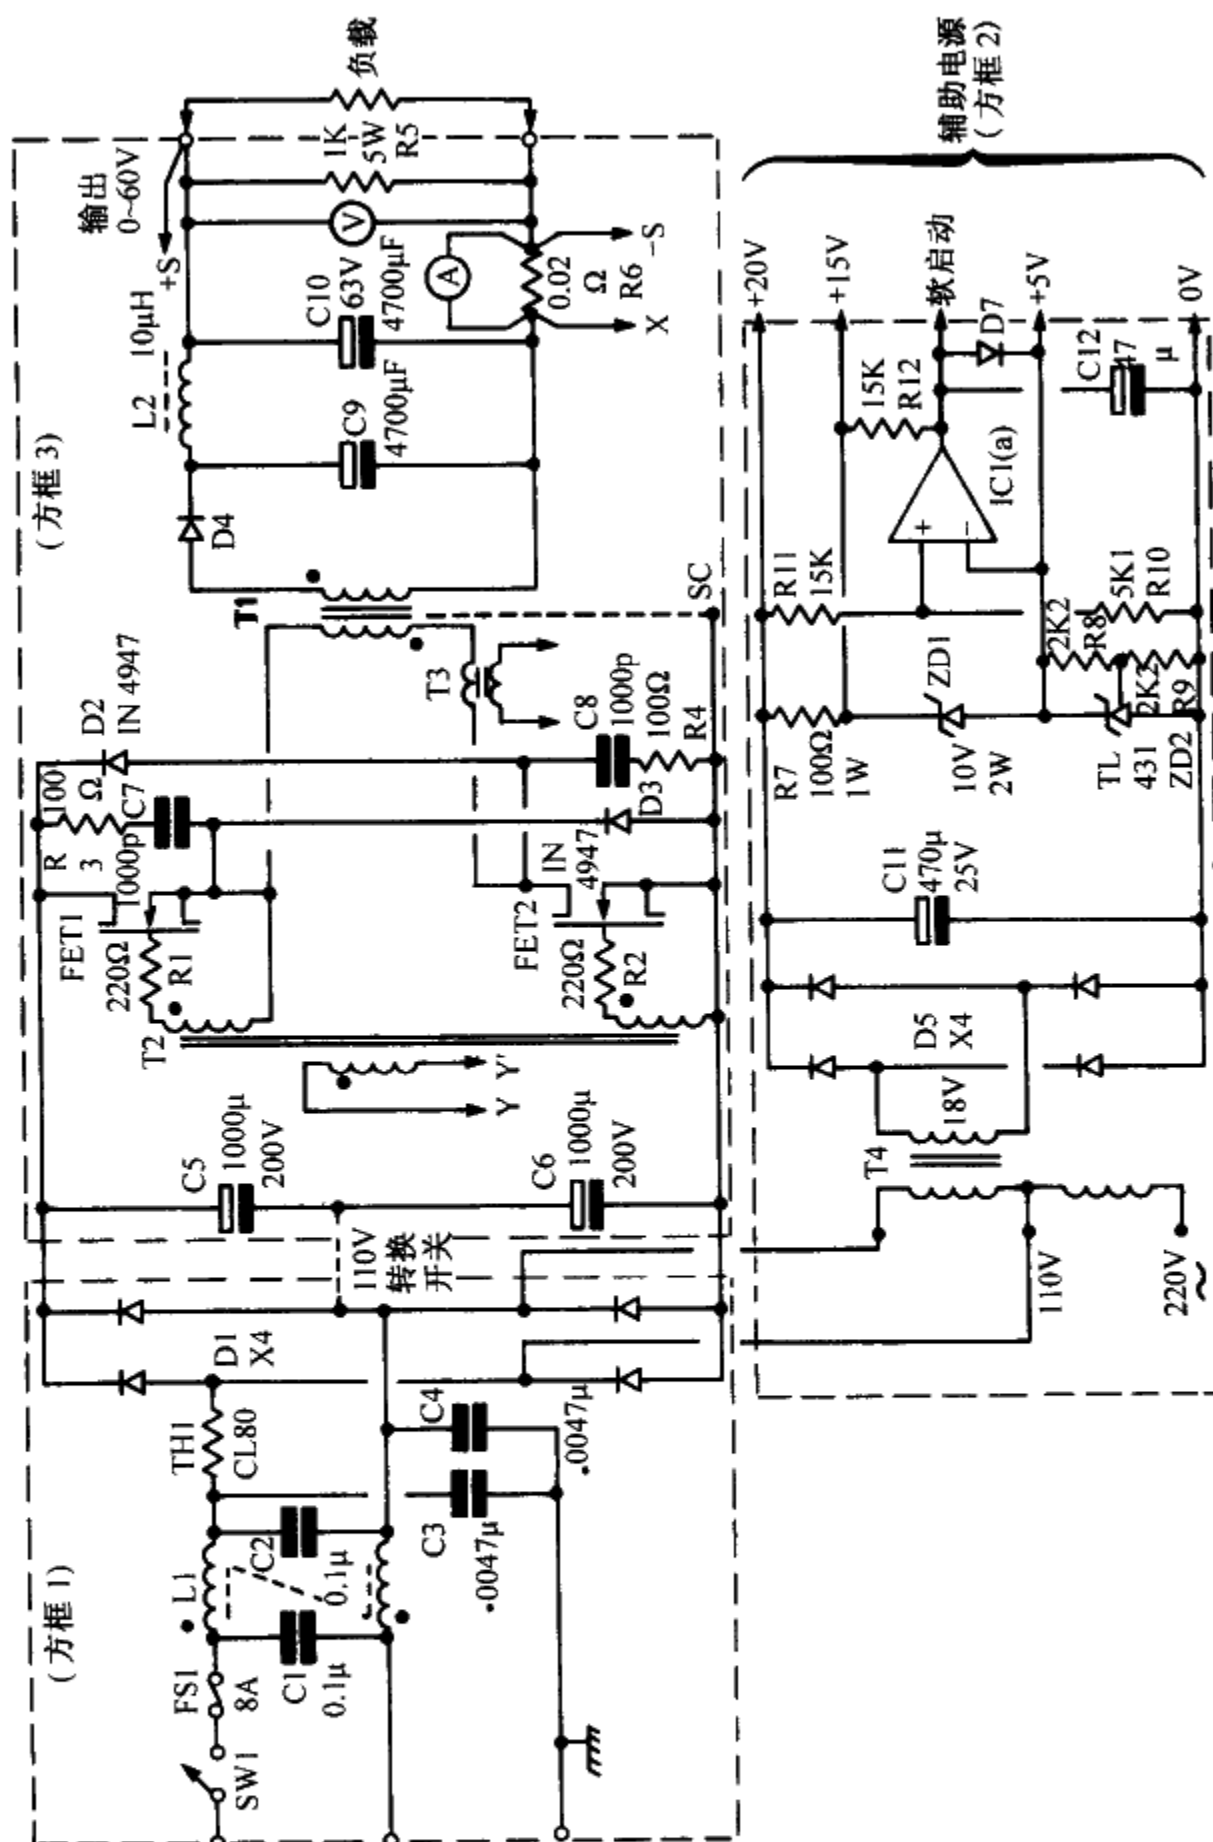 (方框 1)
SW1
FS1
8A
L1
C1
0.1μ
C2
0.1μ
TH1
CL80
C3
.0047μ
C4
.0047μ
D1
X4
110V
转换
开关
(方框 3)
C5
1000μ
200V
C6
1000μ
200V
Y
Y'
T2
FET1
220Ω
R1
FET2
220Ω
R2
R
3
100
Ω
1000p
C7
D2
IN 4947
IN
4947
D3
C8
1000p
100Ω
R4
T3
T1
SC
D4
L2
10μH
C9
4700μF
C10
63V
4700μF
A
0.02
Ω
R6
X
-S
V
+S
输出
0~60V
1K
5W
R5
负载
220V
~
110V
T4
18V
D5
X4
C11
470μ
25V
R7
100Ω
1W
10V
2W
ZD1
TL
431
ZD2
2K2
R8
2K2
R9
R11
15K
5K1
R10
+
−
IC1(a)
15K
R12
D7
C12
47
μ
+20V
+15V
软启动
+5V
0V
辅助电源
(方框 2)